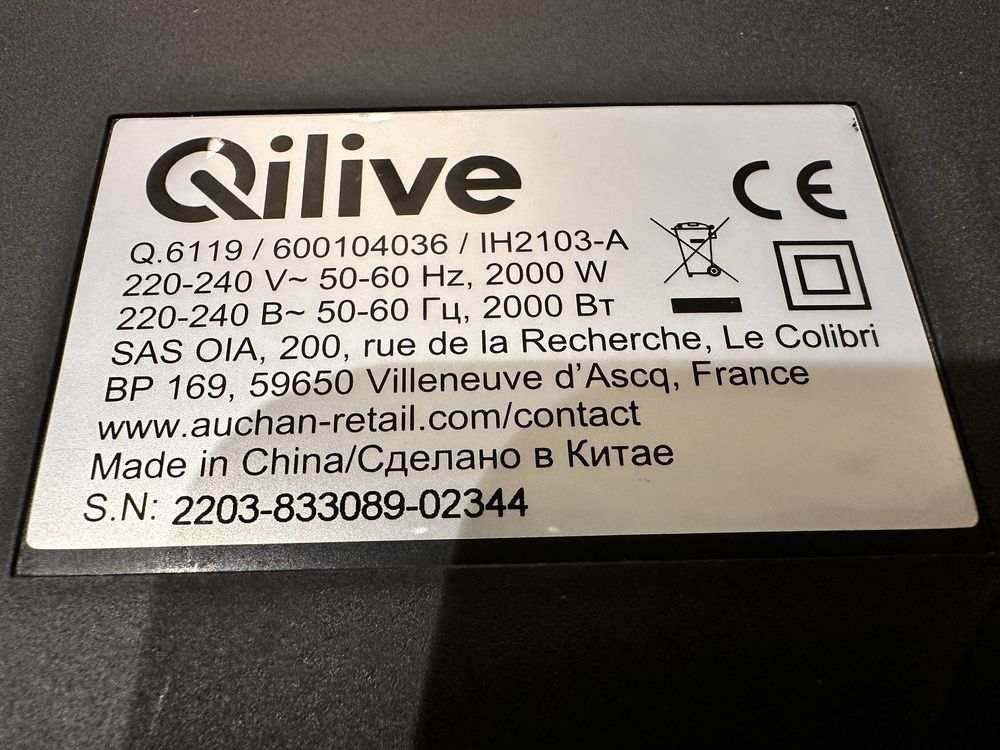 Qilive
CE
Q.6119 / 600104036 / IH2103-A
220-240 V~ 50-60 Hz, 2000 W
220-240 В~ 50-60 Гц, 2000 Вт
SAS OIA, 200, rue de la Recherche, Le Colibri
BP 169, 59650 Villeneuve d'Ascq, France
www.auchan-retail.com/contact
Made in China/Сделано в Китае
S.N: 2203-833089-02344